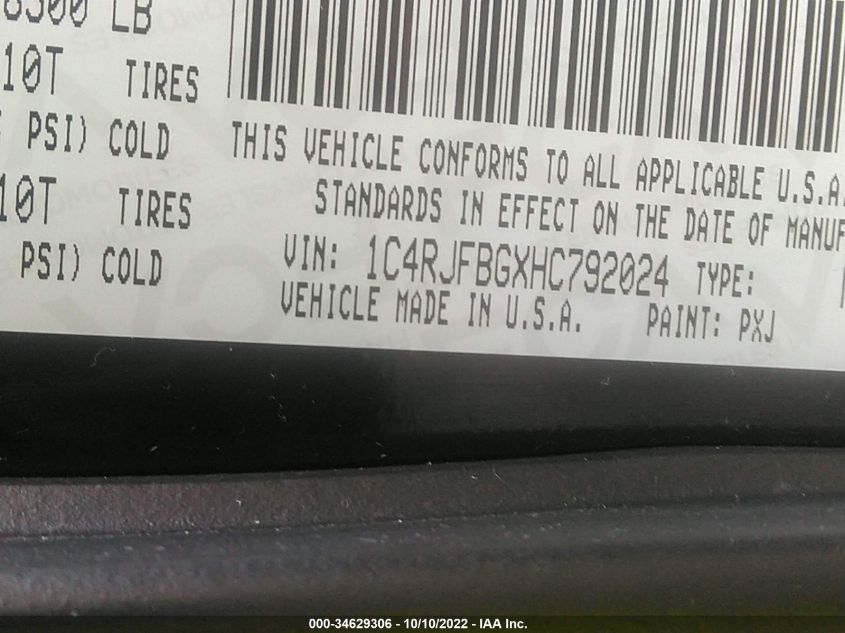 LB
10T TIRES
PSI) COLD
10T TIRES
PSI) COLD
THIS VEHICLE CONFORMS TO ALL APPLICABLE U.S.A.
STANDARDS IN EFFECT ON THE DATE OF MANUF
VIN: 1C4RJFBGXHC792024 TYPE:
VEHICLE MADE IN U.S.A. PAINT: PXJ
000-34629306 - 10/10/2022 - IAA Inc.